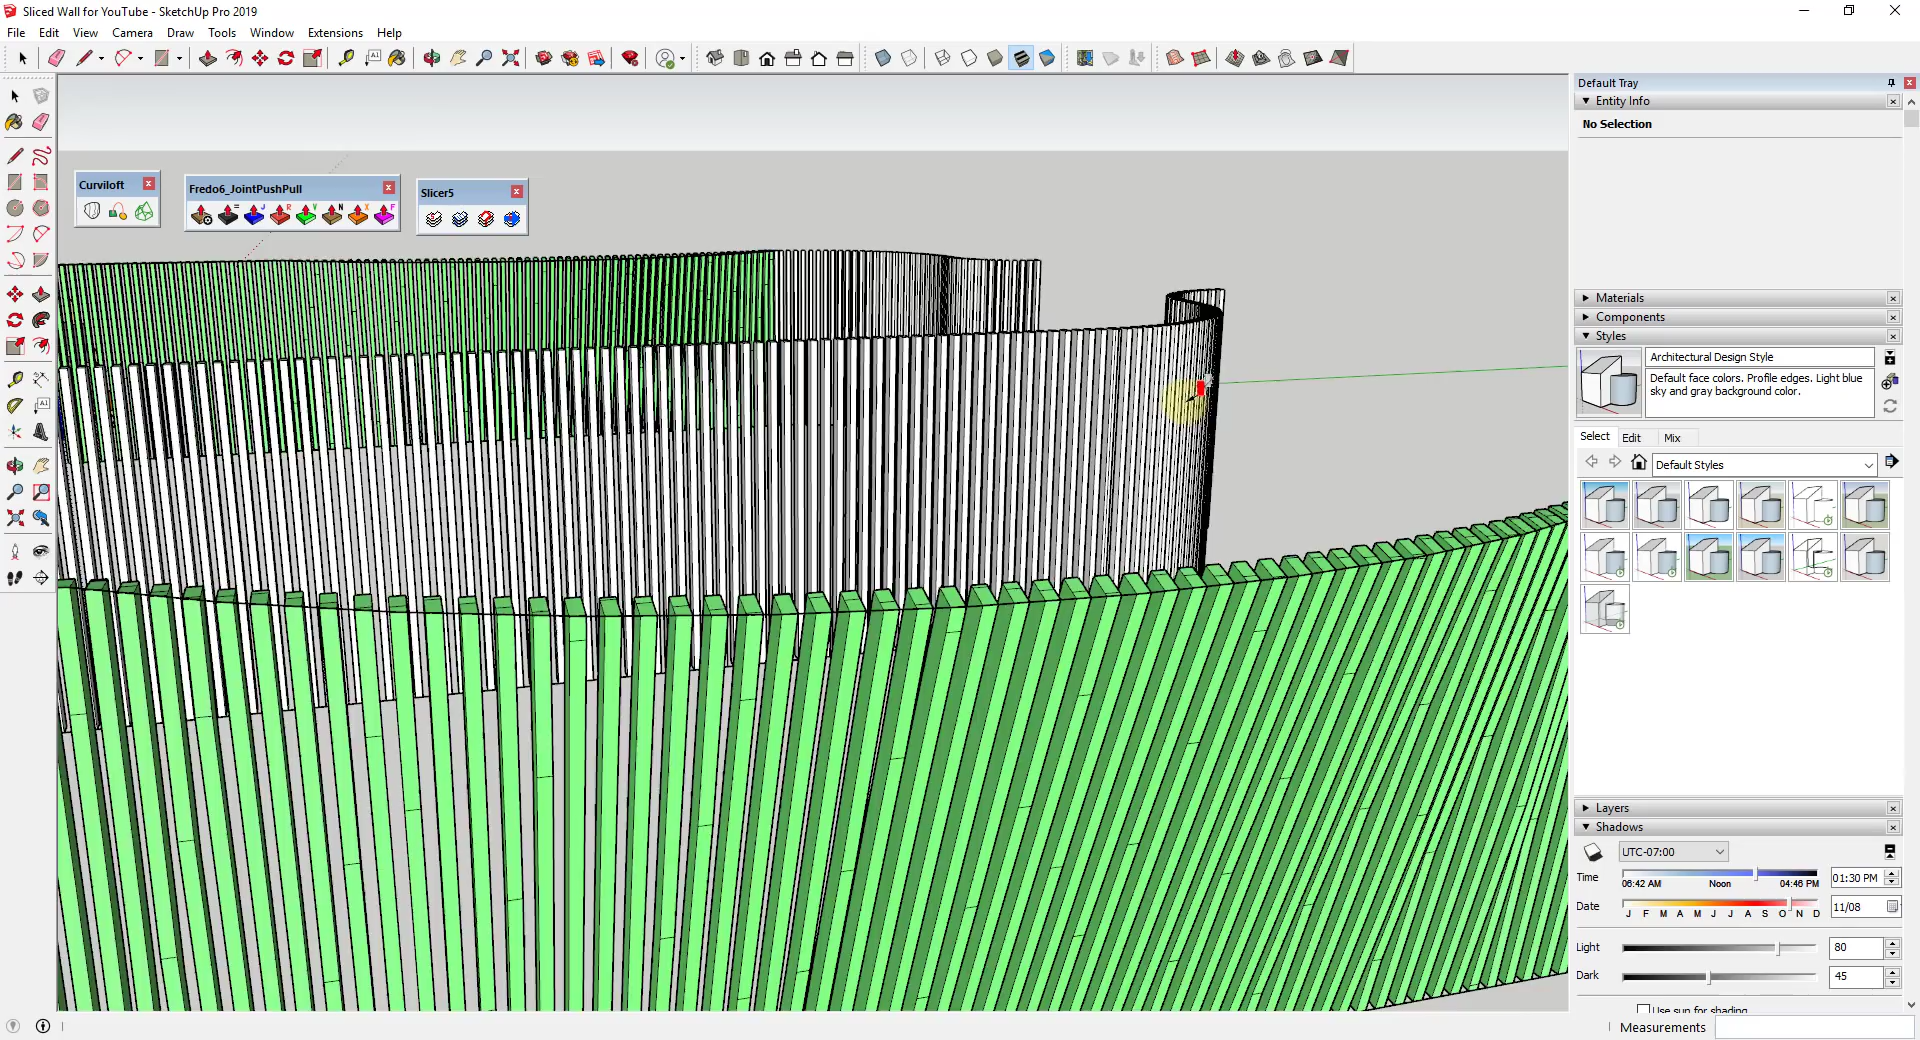 Sliced Wall for YouTube - SketchUp Pro 2019
File Edit View Camera Draw Tools Window Extensions Help
Default Tray
Entity Info
No Selection
Curviloft
Fredo6_JointPushPull
Slicer5
= J R V N X F
Materials
Components
Styles
Architectural Design Style
Default face colors. Profile edges. Light blue
sky and gray background color.
Select Edit Mix
Default Styles
Layers
Shadows
UTC-07:00
Time 06:42 AM Noon 04:46 PM 01:30 PM
Date J F M A M J J A S O N D 11/08
Light 80
Dark 45
Use sun for shading
Measurements